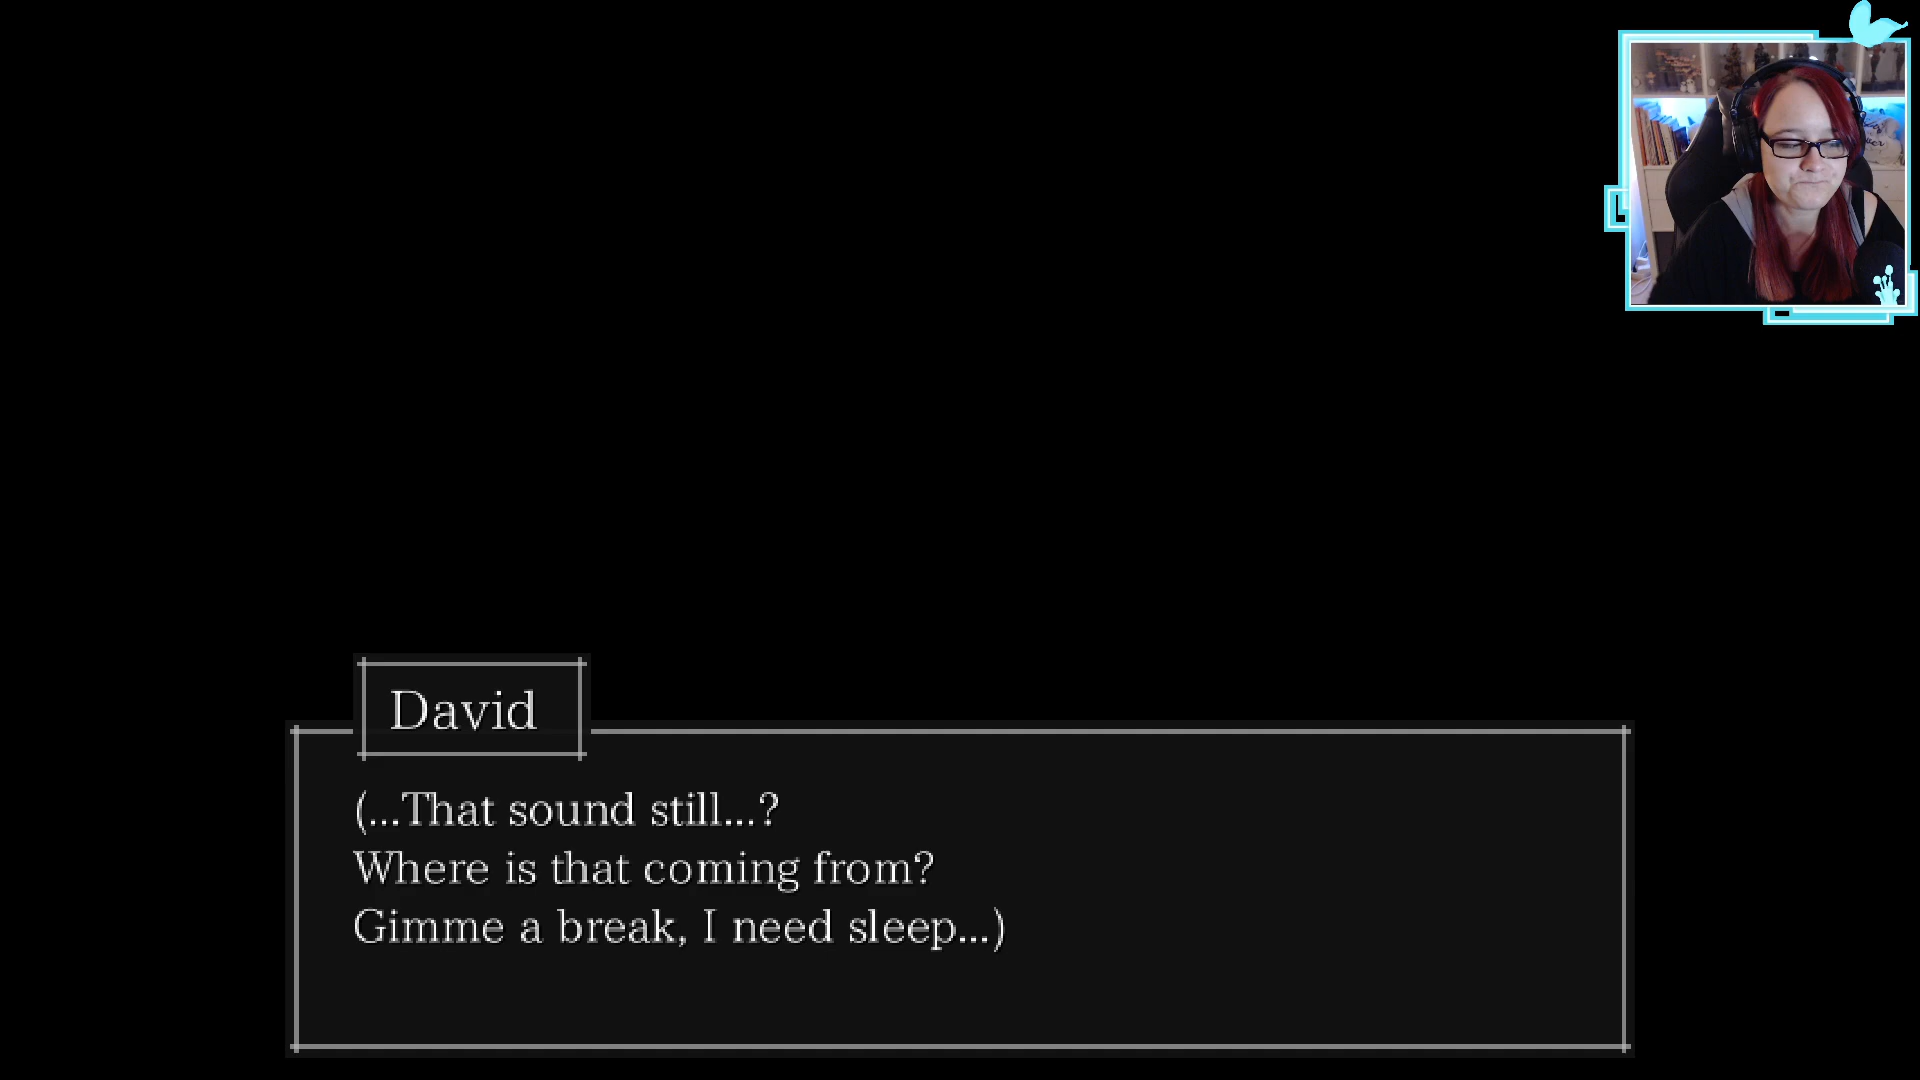 David
(...That sound still...?
Where is that coming from?
Gimme a break, I need sleep...)